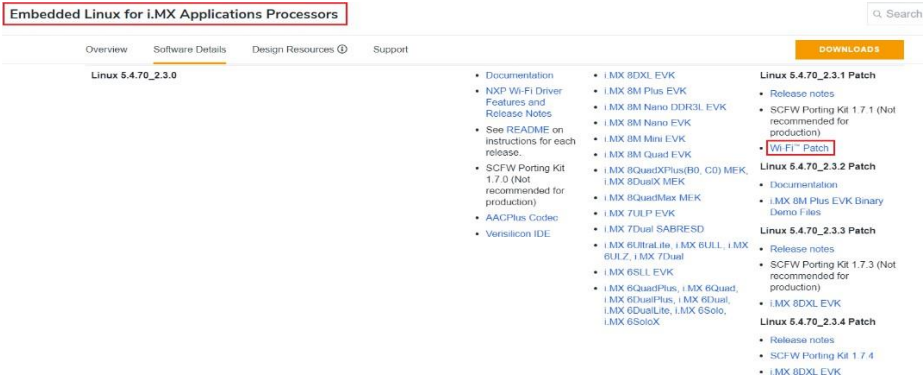 Embedded Linux for i.MX Applications Processors
Search
Overview
Software Details
Design Resources
Support
DOWNLOADS
Linux 5.4.70_2.3.0
• Documentation
• NXP Wi-Fi Driver
Features and
Release Notes
• See README on
instructions for each
release.
• SCFW Porting Kit
1.7.0 (Not
recommended for
production)
• AACPlus Codec
• Verisilicon IDE
• i.MX 8DXL EVK
• i.MX 8M Plus EVK
• i.MX 8M Nano DDR3L EVK
• i.MX 8M Nano EVK
• i.MX 8M Mini EVK
• i.MX 8M Quad EVK
• i.MX 8QuadXPlus(B0, C0) MEK,
i.MX 8DualX MEK
• i.MX 8QuadMax MEK
• i.MX 7ULP EVK
• i.MX 7Dual SABRESD
• i.MX 6UltraLite, i.MX 6ULL, i.MX
6ULZ, i.MX 7Dual
• i.MX 6SLL EVK
• i.MX 6QuadPlus, i.MX 6Quad,
i.MX 6DualPlus, i.MX 6Dual,
i.MX 6DualLite, i.MX 6Solo,
i.MX 6SoloX
Linux 5.4.70_2.3.1 Patch
• Release notes
• SCFW Porting Kit 1.7.1 (Not
recommended for
production)
• Wi-Fi™ Patch
Linux 5.4.70_2.3.2 Patch
• Documentation
• i.MX 8M Plus EVK Binary
Demo Files
Linux 5.4.70_2.3.3 Patch
• Release notes
• SCFW Porting Kit 1.7.3 (Not
recommended for
production)
• i.MX 8DXL EVK
Linux 5.4.70_2.3.4 Patch
• Release notes
• SCFW Porting Kit 1.7.4
• i.MX 8DXL EVK